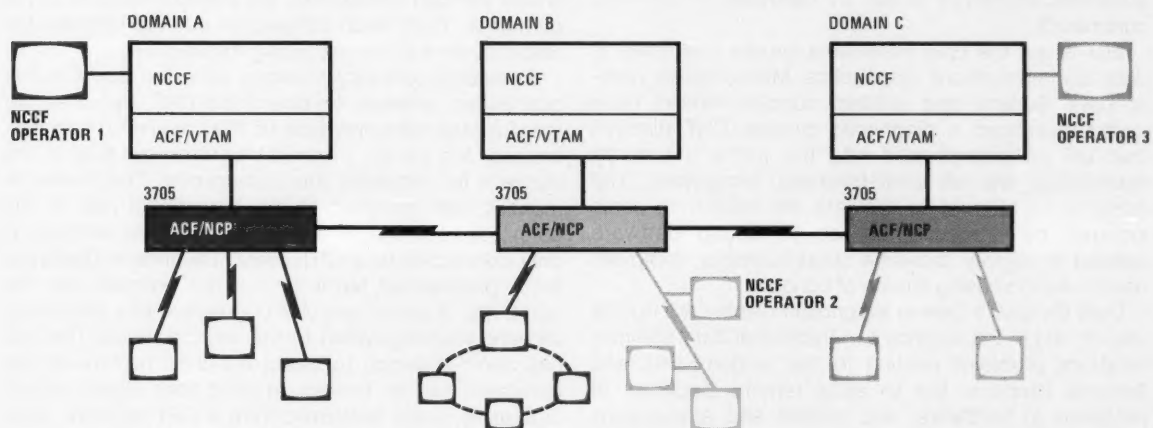 DOMAIN A
DOMAIN B
DOMAIN C
NCCF
OPERATOR 1
NCCF
ACF/VTAM
NCCF
ACF/VTAM
NCCF
ACF/VTAM
NCCF
OPERATOR 3
3705
ACF/NCP
3705
ACF/NCP
3705
ACF/NCP
NCCF
OPERATOR 2